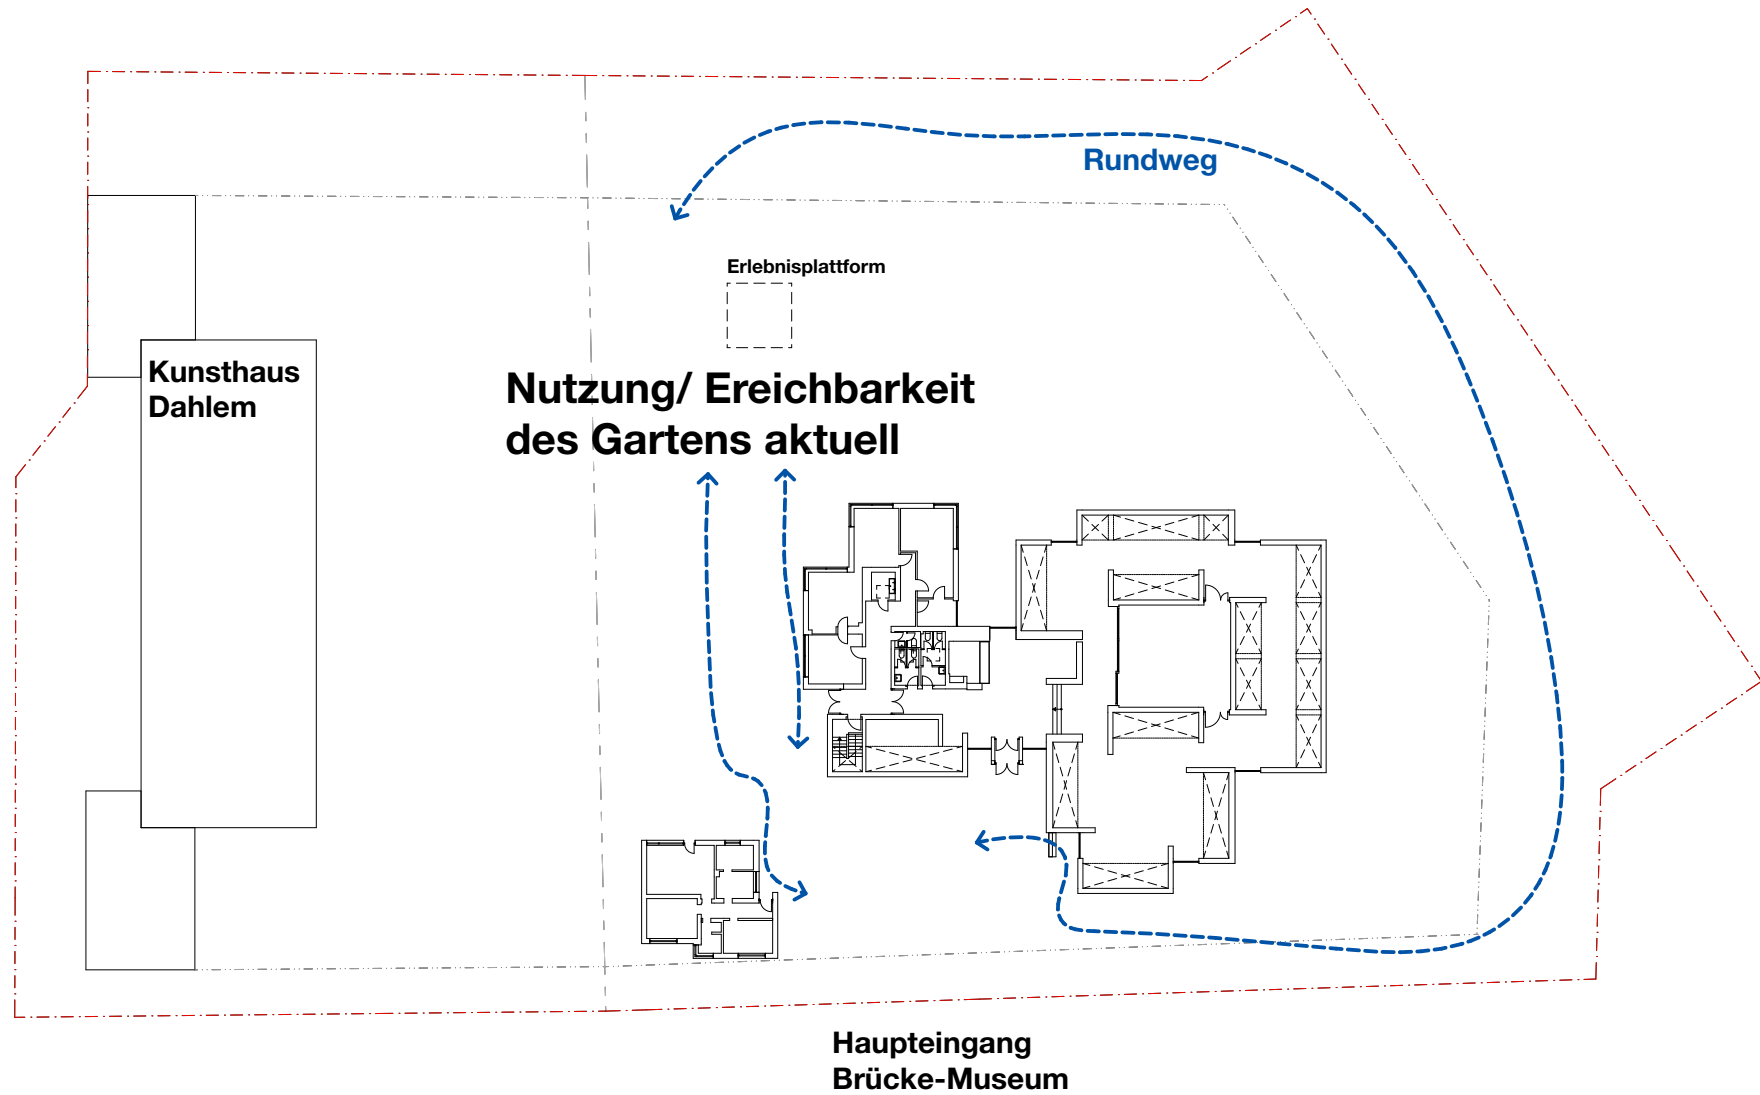 Rundweg
Erlebnisplattform
Kunsthaus
Dahlem
Nutzung/ Ereichbarkeit
des Gartens aktuell
Haupteingang
Brücke-Museum